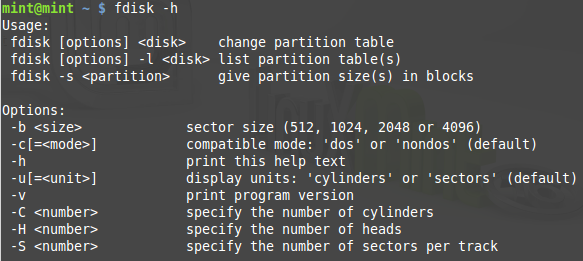 mint@mint ~ $ fdisk -h
Usage:
 fdisk [options] <disk>    change partition table
 fdisk [options] -l <disk> list partition table(s)
 fdisk -s <partition>      give partition size(s) in blocks

Options:
 -b <size>             sector size (512, 1024, 2048 or 4096)
 -c[=<mode>]           compatible mode: 'dos' or 'nondos' (default)
 -h                    print this help text
 -u[=<unit>]           display units: 'cylinders' or 'sectors' (default)
 -v                    print program version
 -C <number>           specify the number of cylinders
 -H <number>           specify the number of heads
 -S <number>           specify the number of sectors per track